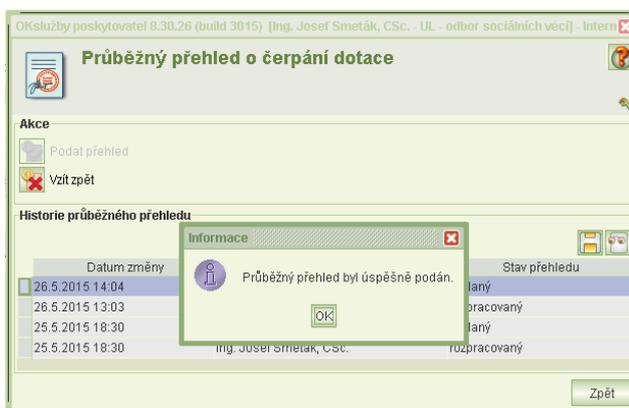 OKslužby poskytovatel 8.30.26 (build 3015) [Ing. Josef Smeták, CSc. - UL - odbor sociálních věcí] - Intern
Průběžný přehled o čerpání dotace
Akce
Podat přehled
Vzít zpět
Historie průběžného přehledu
Informace
Průběžný přehled byl úspěšně podán.
OK
Datum změny
Stav přehledu
26.5.2015 14:04
laný
26.5.2015 13:03
pracovaný
25.5.2015 18:30
laný
25.5.2015 18:30 Ing. Josef Smeták, CSc. rozpracovaný
Zpět